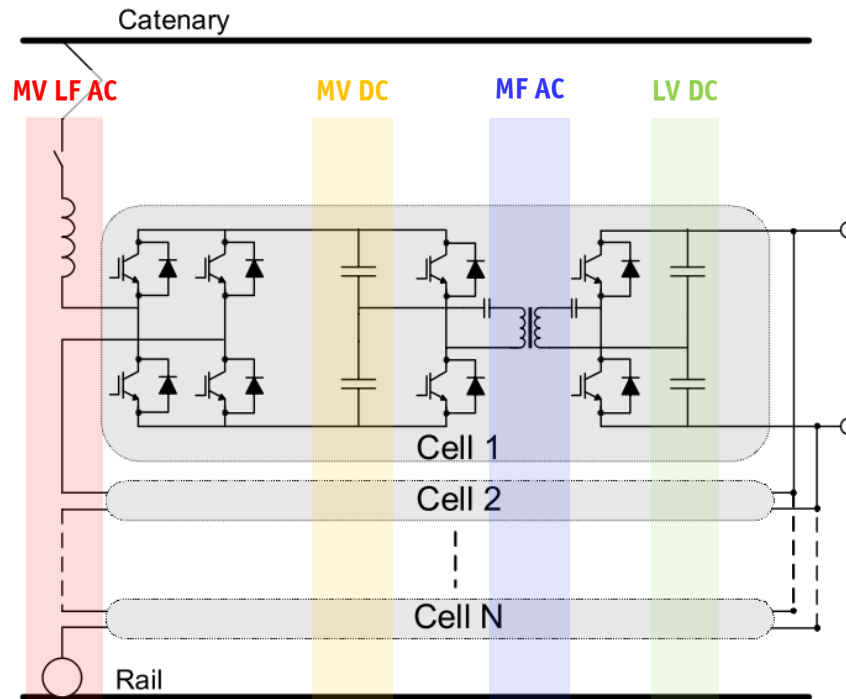 Catenary
MV LF AC
MV DC
MF AC
LV DC
Cell 1
Cell 2
Cell N
Rail